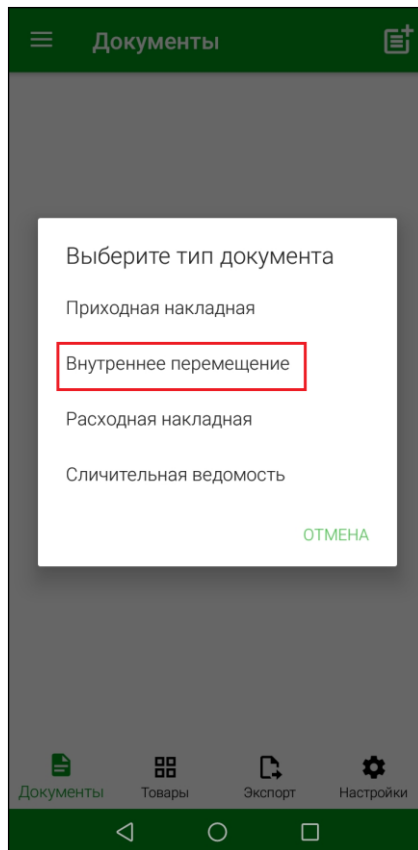 Документы
Выберите тип документа
Приходная накладная
Внутреннее перемещение
Расходная накладная
Сличительная ведомость
ОТМЕНА
Документы Товары Экспорт Настройки